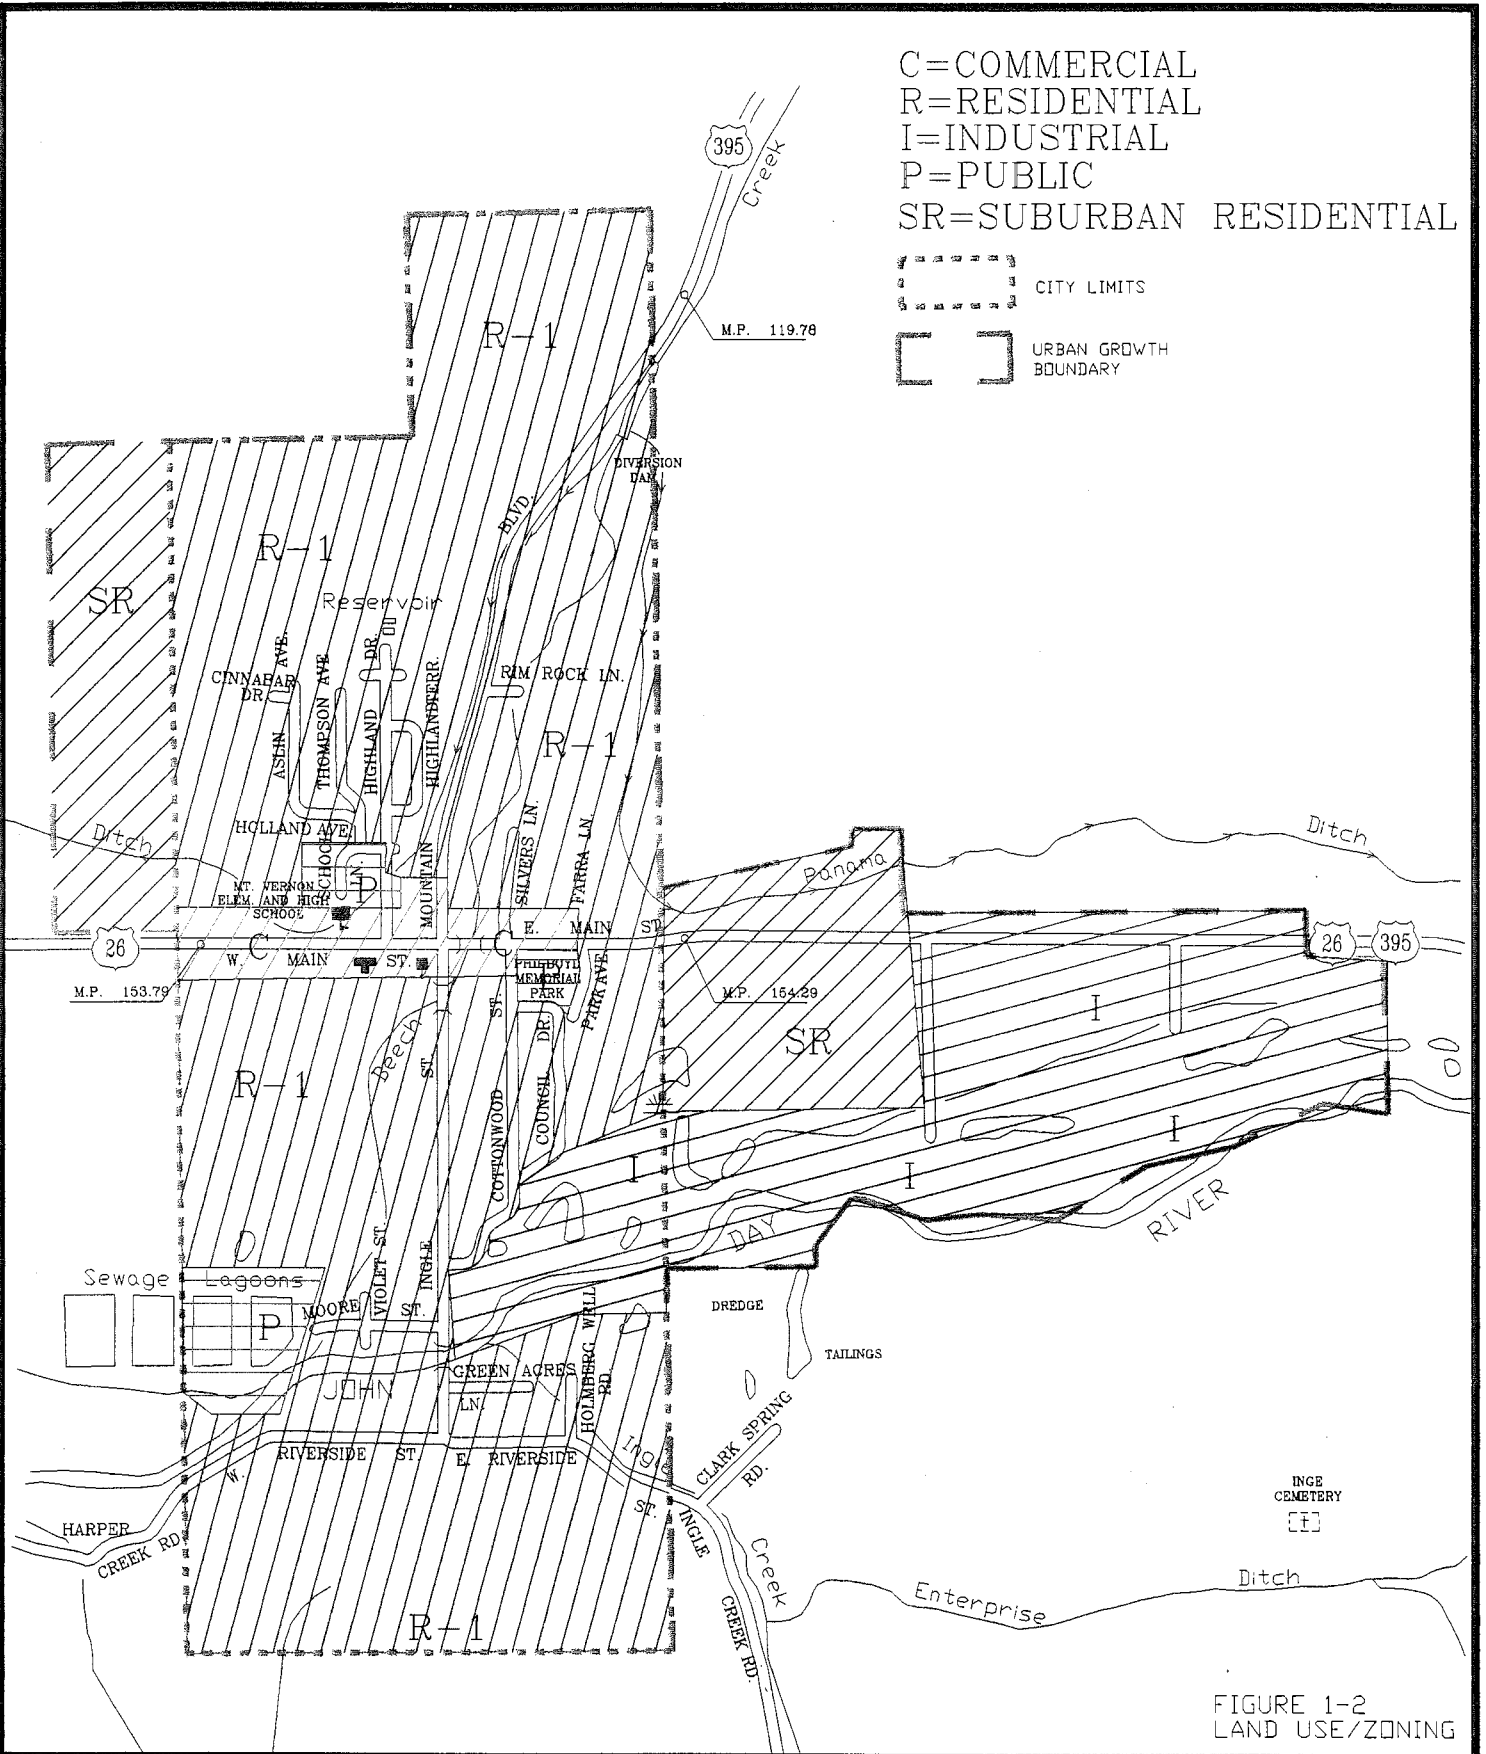 C=COMMERCIAL
R=RESIDENTIAL
I=INDUSTRIAL
P=PUBLIC
SR=SUBURBAN RESIDENTIAL
CITY LIMITS
URBAN GROWTH
BOUNDARY
395
Creek
M.P. 119.78
R-1
DIVERSION
DAM
BLVD.
R-1
SR
Reservoir
CINNABAR
DR.
ASLIN AVE.
THOMPSON AVE
HIGHLAND DR.
HIGHLAND TERR.
RIM ROCK LN.
R-1
SILVERS LN.
FARRA LN.
Ditch
HOLLAND AVE.
SCHOOL LN.
MT. VERNON
ELEM. AND HIGH
SCHOOL
P
MOUNTAIN
Panama
Ditch
26
W. MAIN ST.
C
C
E. MAIN ST.
26
395
M.P. 153.79
M.P. 154.29
MEMORIAL
PARK
P
PARK AVE.
SR
I
R-1
Beech
INGLE ST.
COTTONWOOD ST.
COUNCIL DR.
I
I
I
DAY
RIVER
Sewage Lagoons
P
MOORE ST.
VIOLET ST.
JOHN
GREEN ACRES
LN.
HOLMBERG WELL
RD.
DREDGE
TAILINGS
W. RIVERSIDE ST.
E. RIVERSIDE ST.
Ingle
CLARK SPRING
RD.
HARPER
CREEK RD.
INGLE
CREEK RD.
Creek
INGE
CEMETERY
Enterprise
Ditch
R-1
FIGURE 1-2
LAND USE/ZONING